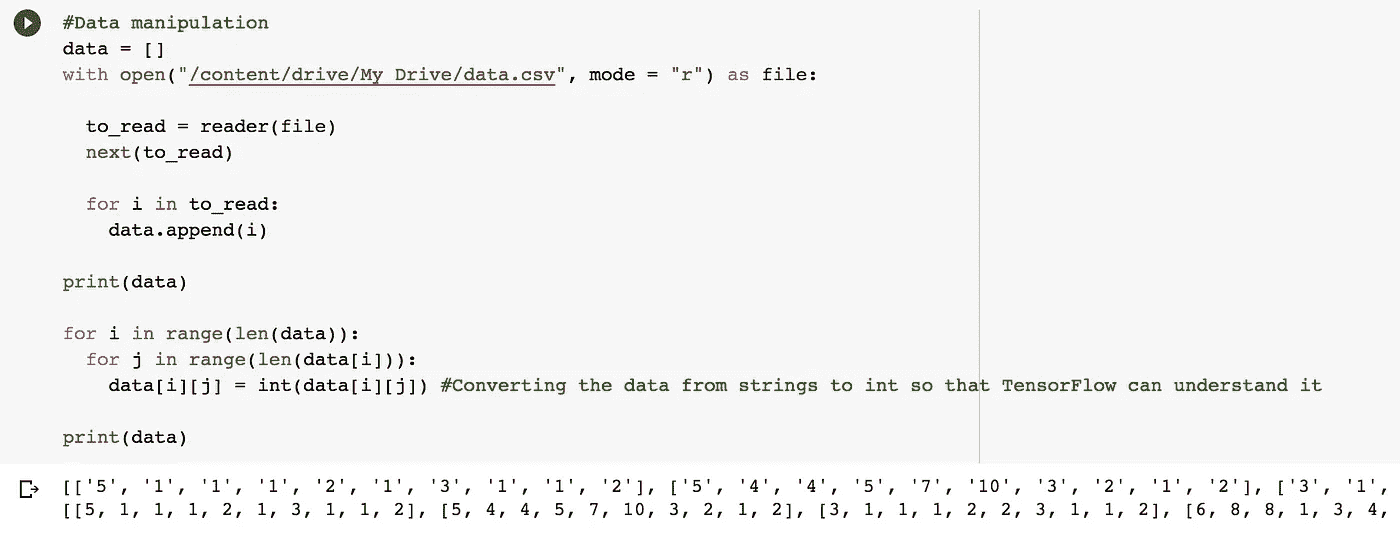 #Data manipulation
data = []
with open("/content/drive/My Drive/data.csv", mode = "r") as file:
to_read = reader(file)
next(to_read)
for i in to_read:
data.append(i)
print(data)
for i in range(len(data)):
for j in range(len(data[i])):
data[i][j] = int(data[i][j]) #Converting the data from strings to int so that TensorFlow can understand it
print(data)
[['5', '1', '1', '1', '2', '1', '3', '1', '1', '2'], ['5', '4', '4', '5', '7', '10', '3', '2', '1', '2'], ['3', '1',
[[5, 1, 1, 1, 2, 1, 3, 1, 1, 2], [5, 4, 4, 5, 7, 10, 3, 2, 1, 2], [3, 1, 1, 1, 2, 2, 3, 1, 1, 2], [6, 8, 8, 1, 3, 4,